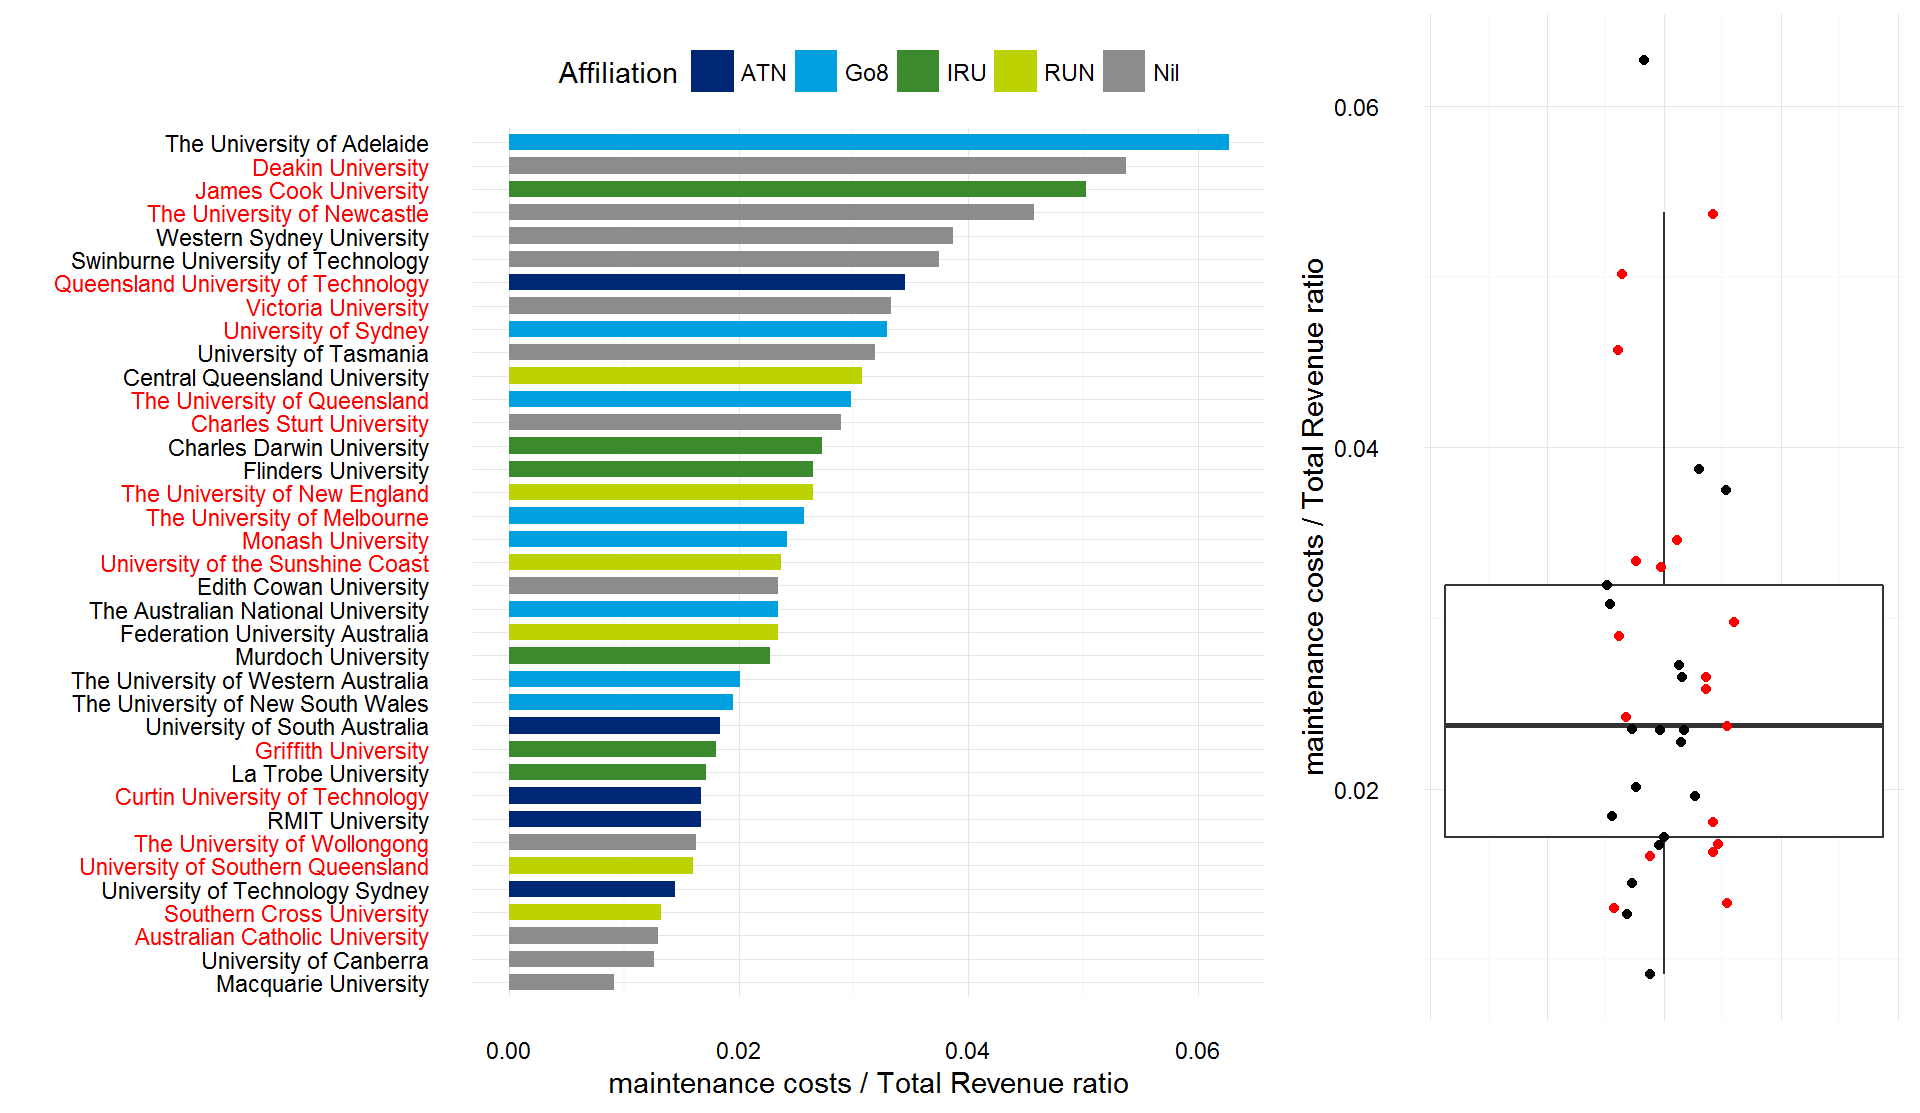 Affiliation ATN Go8 IRU RUN Nil
The University of Adelaide
Deakin University
James Cook University
The University of Newcastle
Western Sydney University
Swinburne University of Technology
Queensland University of Technology
Victoria University
University of Sydney
University of Tasmania
Central Queensland University
The University of Queensland
Charles Sturt University
Charles Darwin University
Flinders University
The University of New England
The University of Melbourne
Monash University
University of the Sunshine Coast
Edith Cowan University
The Australian National University
Federation University Australia
Murdoch University
The University of Western Australia
The University of New South Wales
University of South Australia
Griffith University
La Trobe University
Curtin University of Technology
RMIT University
The University of Wollongong
University of Southern Queensland
University of Technology Sydney
Southern Cross University
Australian Catholic University
University of Canberra
Macquarie University
0.00 0.02 0.04 0.06
maintenance costs / Total Revenue ratio
maintenance costs / Total Revenue ratio
0.06
0.04
0.02